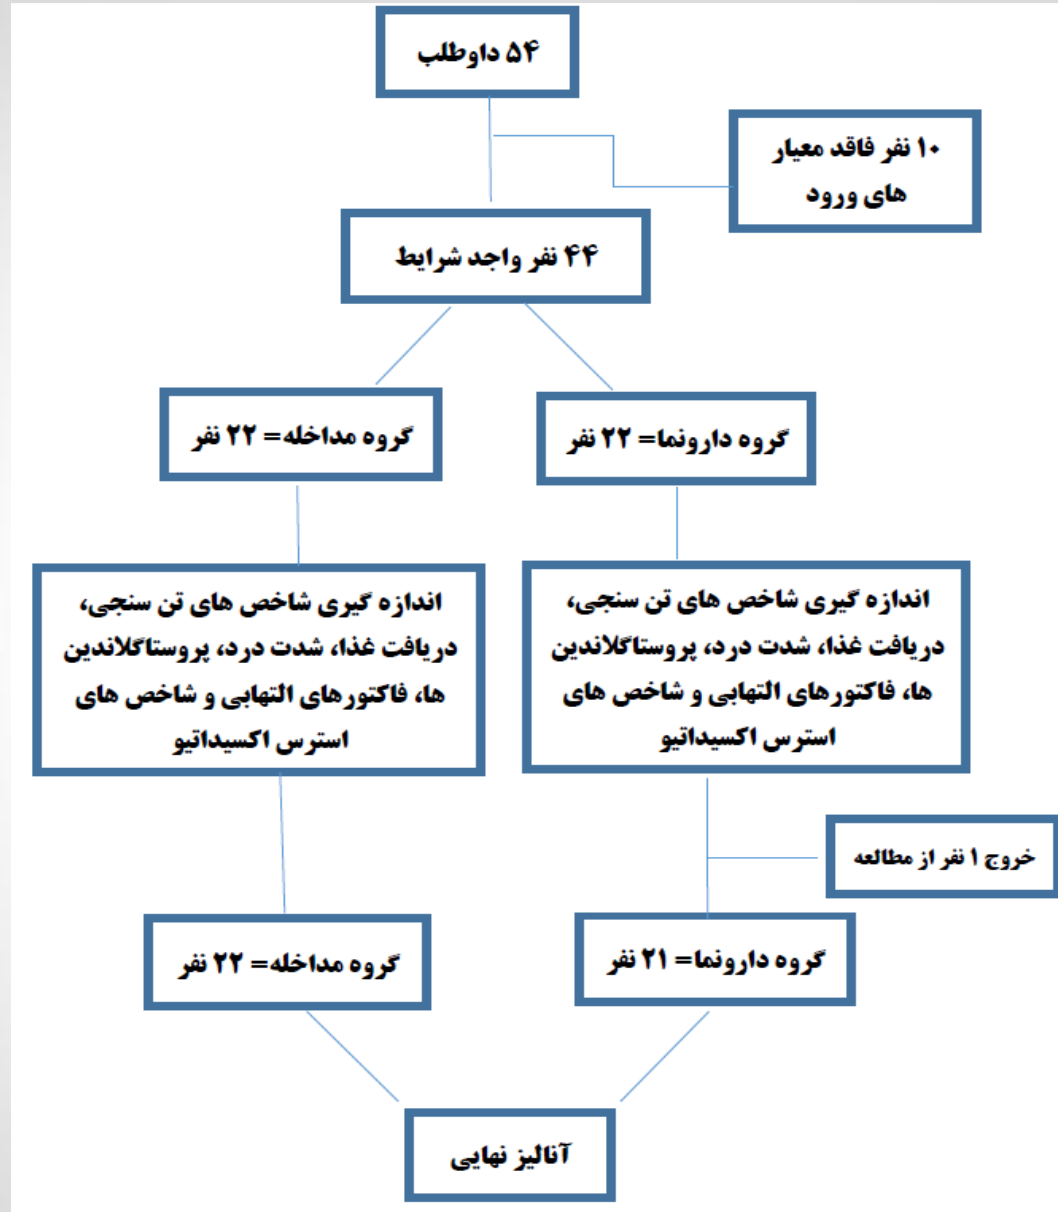 ۵۴ داوطلب
۱۰ نفر فاقد معیار
های ورود
۴۴ نفر واجد شرایط
گروه دارونما= ۲۲ نفر
گروه مداخله= ۲۲ نفر
اندازه گیری شاخص های تن سنجی،
دریافت غذا، شدت درد، پروستاگلاندین
ها، فاکتورهای التهابی و شاخص های
استرس اکسیداتیو
اندازه گیری شاخص های تن سنجی،
دریافت غذا، شدت درد، پروستاگلاندین
ها، فاکتورهای التهابی و شاخص های
استرس اکسیداتیو
خروج ۱ نفر از مطالعه
گروه دارونما= ۲۱ نفر
گروه مداخله= ۲۲ نفر
آنالیز نهایی